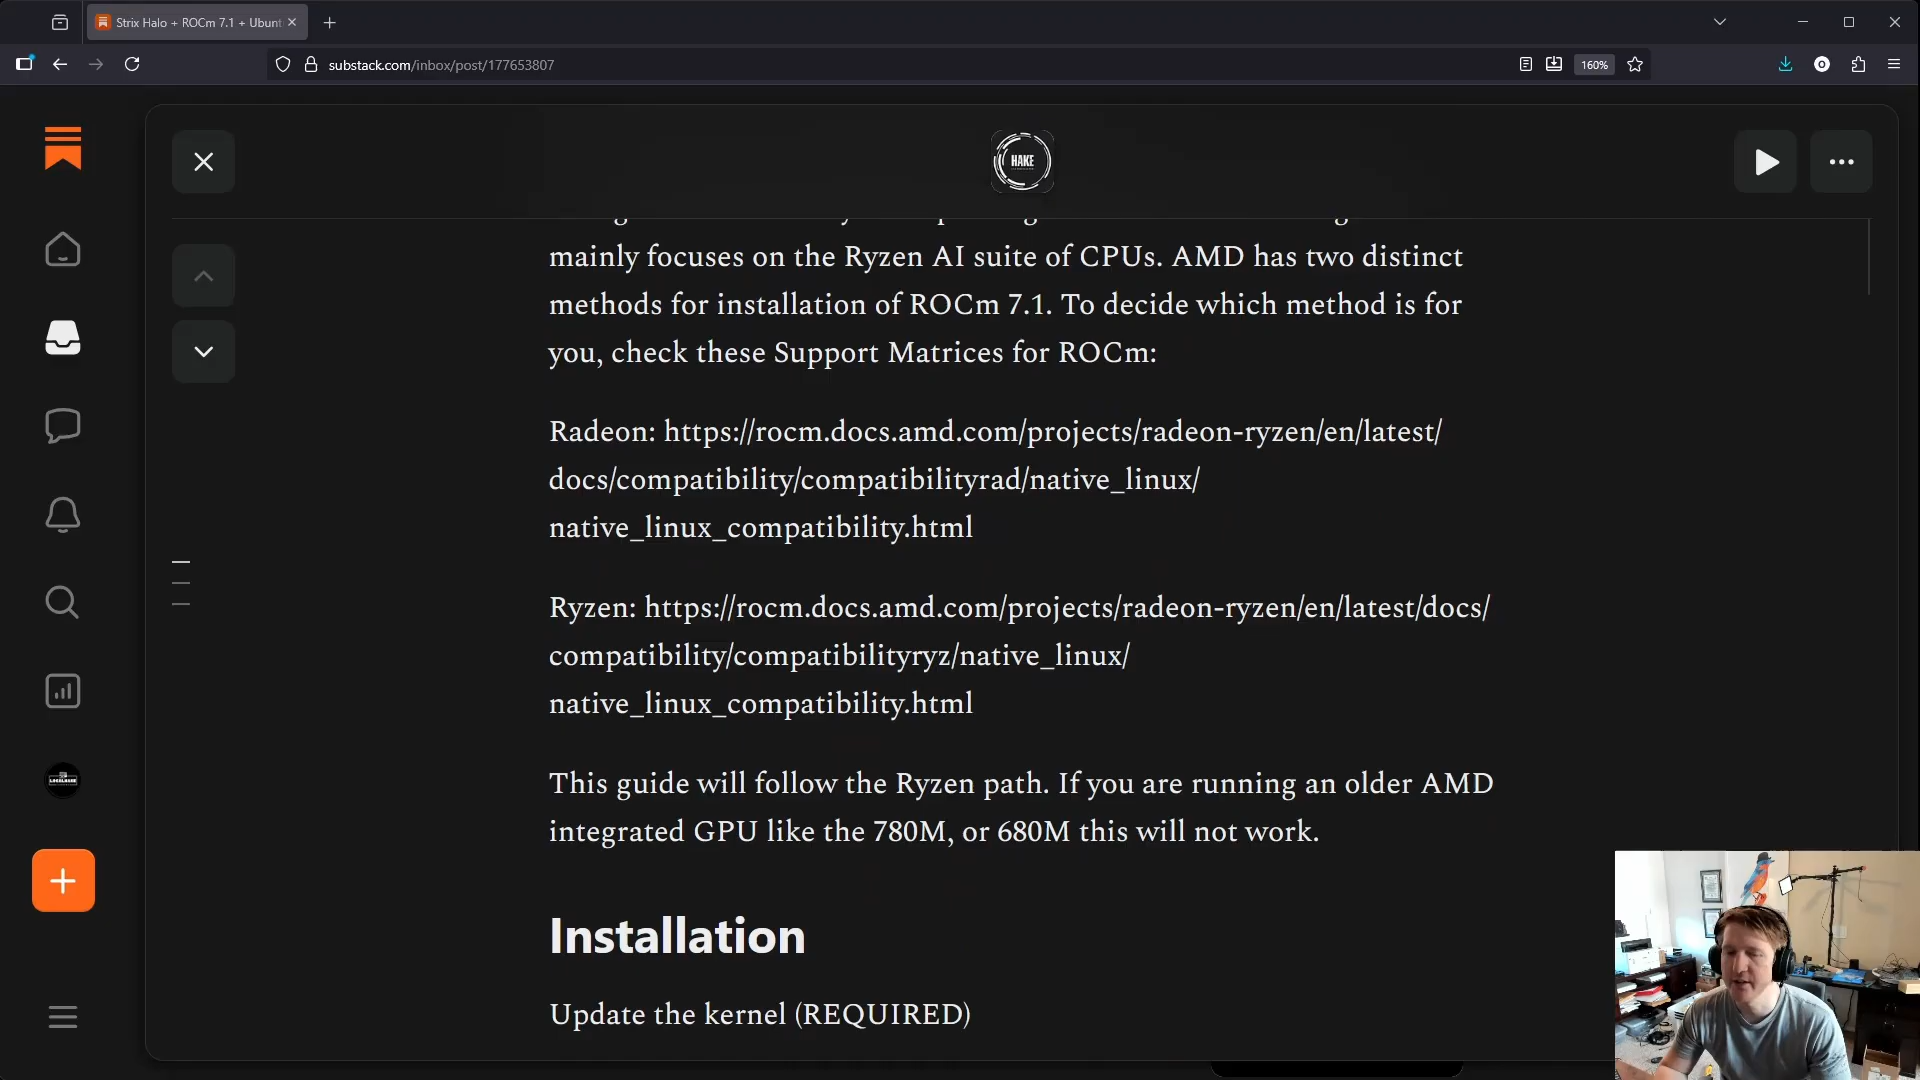 Strix Halo + ROCm 7.1 + Ubunt
substack.com/inbox/post/177653807
160%
HAKE
mainly focuses on the Ryzen AI suite of CPUs. AMD has two distinct
methods for installation of ROCm 7.1. To decide which method is for
you, check these Support Matrices for ROCm:
Radeon: https://rocm.docs.amd.com/projects/radeon-ryzen/en/latest/
docs/compatibility/compatibilityrad/native_linux/
native_linux_compatibility.html
Ryzen: https://rocm.docs.amd.com/projects/radeon-ryzen/en/latest/docs/
compatibility/compatibilityryz/native_linux/
native_linux_compatibility.html
This guide will follow the Ryzen path. If you are running an older AMD
integrated GPU like the 780M, or 680M this will not work.
Installation
Update the kernel (REQUIRED)